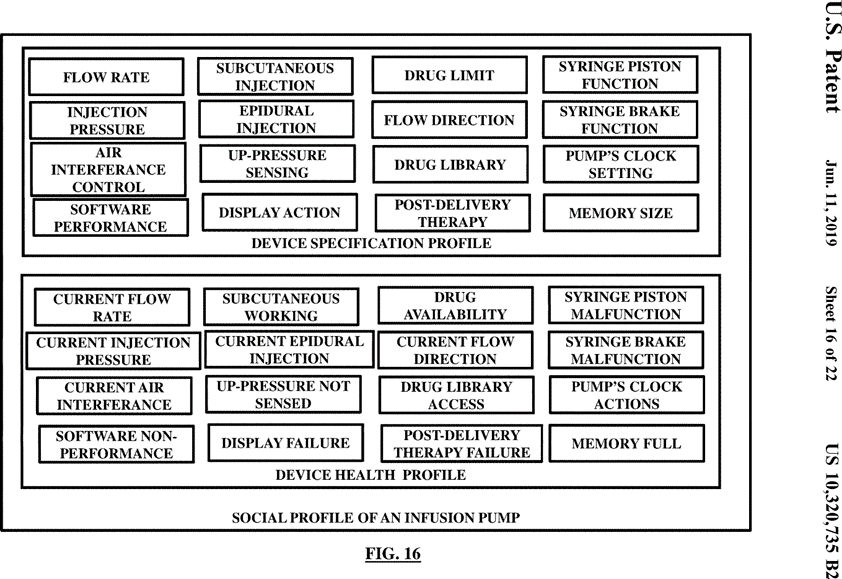 U.S. Patent
Jun. 11, 2019
Sheet 16 of 22
US 10,320,735 B2
FLOW RATE
SUBCUTANEOUS
INJECTION
DRUG LIMIT
SYRINGE PISTON
FUNCTION
INJECTION
PRESSURE
EPIDURAL
INJECTION
FLOW DIRECTION
SYRINGE BRAKE
FUNCTION
AIR
INTERFERANCE
CONTROL
UP-PRESSURE
SENSING
DRUG LIBRARY
PUMP'S CLOCK
SETTING
SOFTWARE
PERFORMANCE
DISPLAY ACTION
POST-DELIVERY
THERAPY
MEMORY SIZE
DEVICE SPECIFICATION PROFILE
CURRENT FLOW
RATE
SUBCUTANEOUS
WORKING
DRUG
AVAILABILITY
SYRINGE PISTON
MALFUNCTION
CURRENT INJECTION
PRESSURE
CURRENT EPIDURAL
INJECTION
CURRENT FLOW
DIRECTION
SYRINGE BRAKE
MALFUNCTION
CURRENT AIR
INTERFERANCE
UP-PRESSURE NOT
SENSED
DRUG LIBRARY
ACCESS
PUMP'S CLOCK
ACTIONS
SOFTWARE NON-
PERFORMANCE
DISPLAY FAILURE
POST-DELIVERY
THERAPY FAILURE
MEMORY FULL
DEVICE HEALTH PROFILE
SOCIAL PROFILE OF AN INFUSION PUMP
FIG. 16